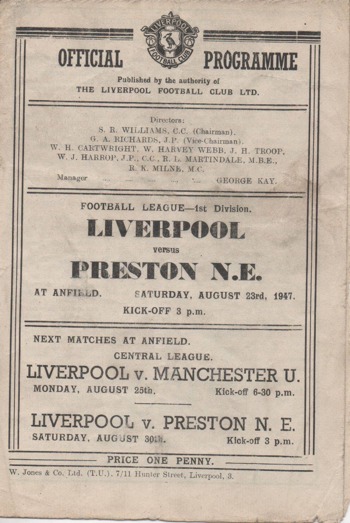 LIVERPOOL
FOOTBALL CLUB
OFFICIAL PROGRAMME
Published by the authority of
THE LIVERPOOL FOOTBALL CLUB LTD.
Directors:
S. R. WILLIAMS, C.C. (Chairman).
G. A. RICHARDS, J.P. (Vice-Chairman).
W. H. CARTWRIGHT, W. HARVEY WEBB, J. H. TROOP,
W. J. HARROP, J.P., C.C., R. L. MARTINDALE, M.B.E.,
R. K. MILNE, M.C.
Manager .. .. .. .. .. GEORGE KAY.
FOOTBALL LEAGUE—1st Division.
LIVERPOOL
versus
PRESTON N.E.
AT ANFIELD. SATURDAY, AUGUST 23rd, 1947.
KICK-OFF 3 p.m.
NEXT MATCHES AT ANFIELD.
CENTRAL LEAGUE.
LIVERPOOL v. MANCHESTER U.
MONDAY, AUGUST 25th, Kick-off 6-30 p.m.
LIVERPOOL v. PRESTON N. E.
SATURDAY, AUGUST 30th. Kick-off 3 p.m.
PRICE ONE PENNY.
W. Jones & Co. Ltd. (T.U.), 7/11 Hunter Street, Liverpool, 3.